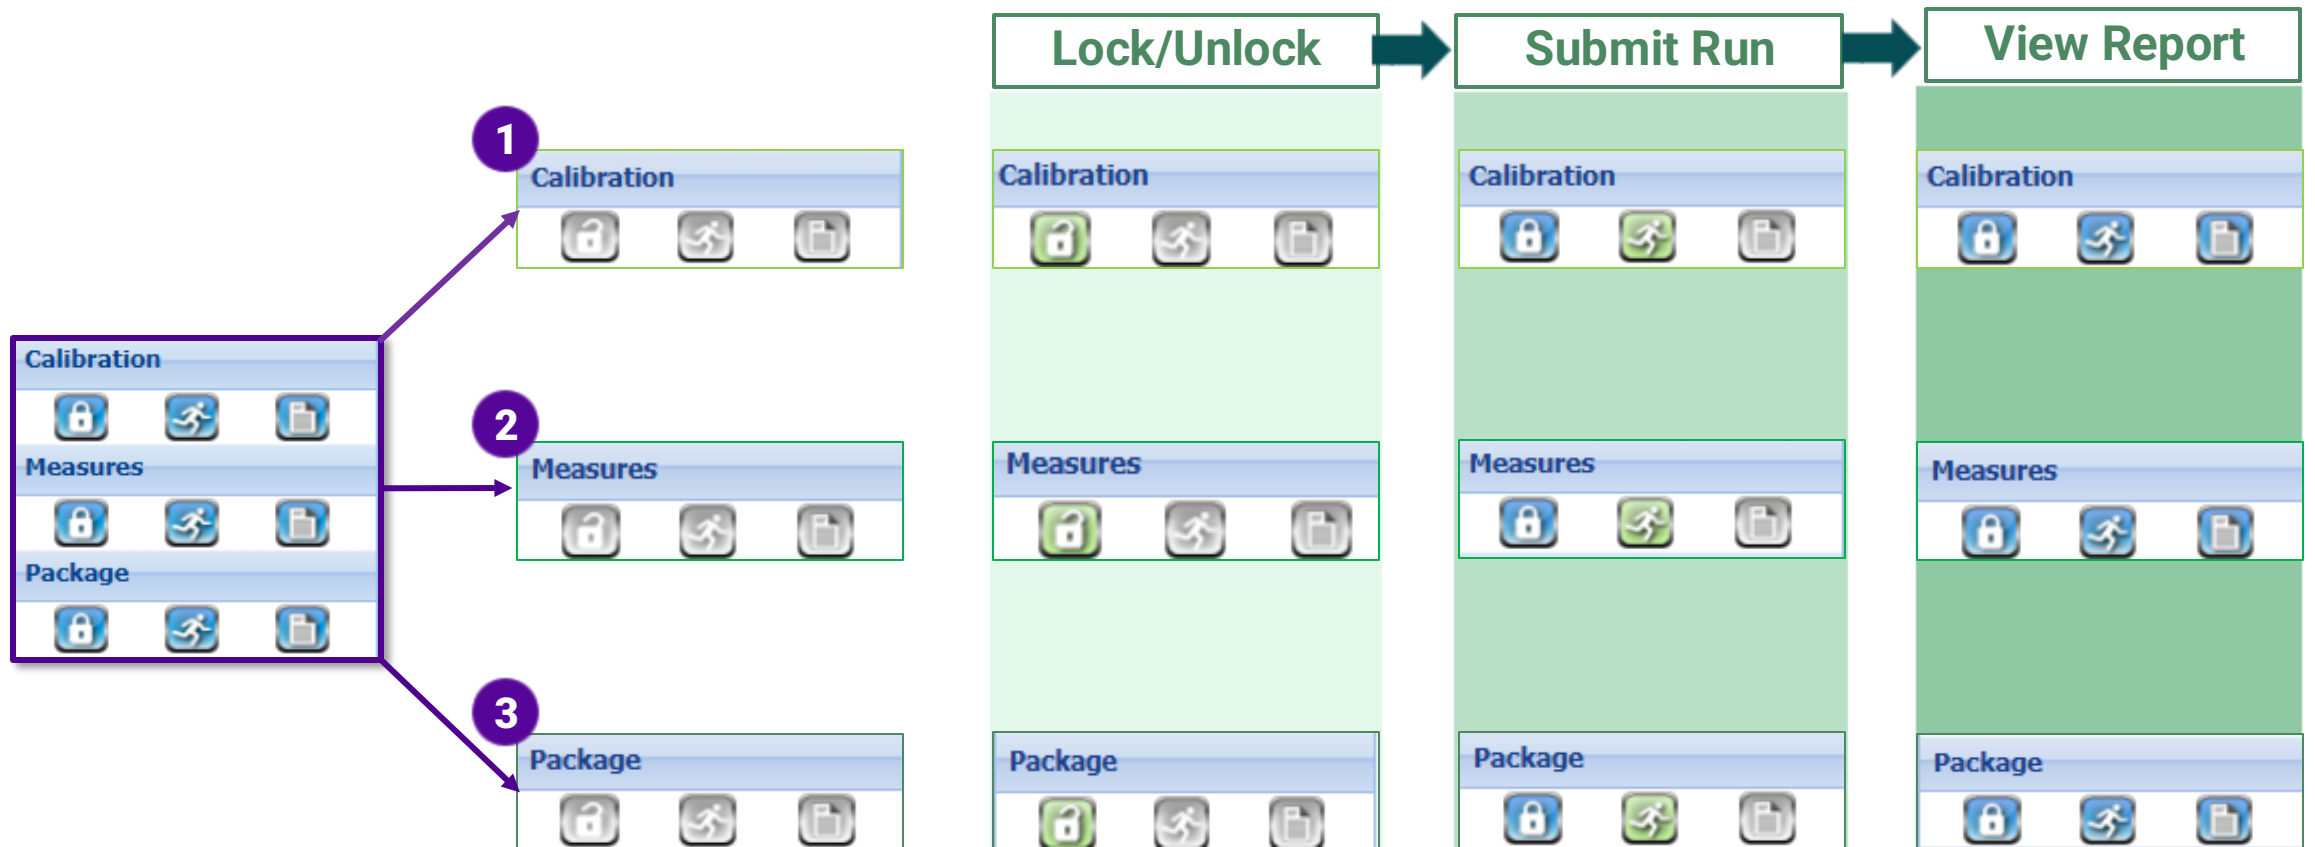 Lock/Unlock
Submit Run
View Report
1
Calibration
Calibration
Calibration
Calibration
Calibration
Measures
Package
2
Measures
Measures
Measures
Measures
3
Package
Package
Package
Package